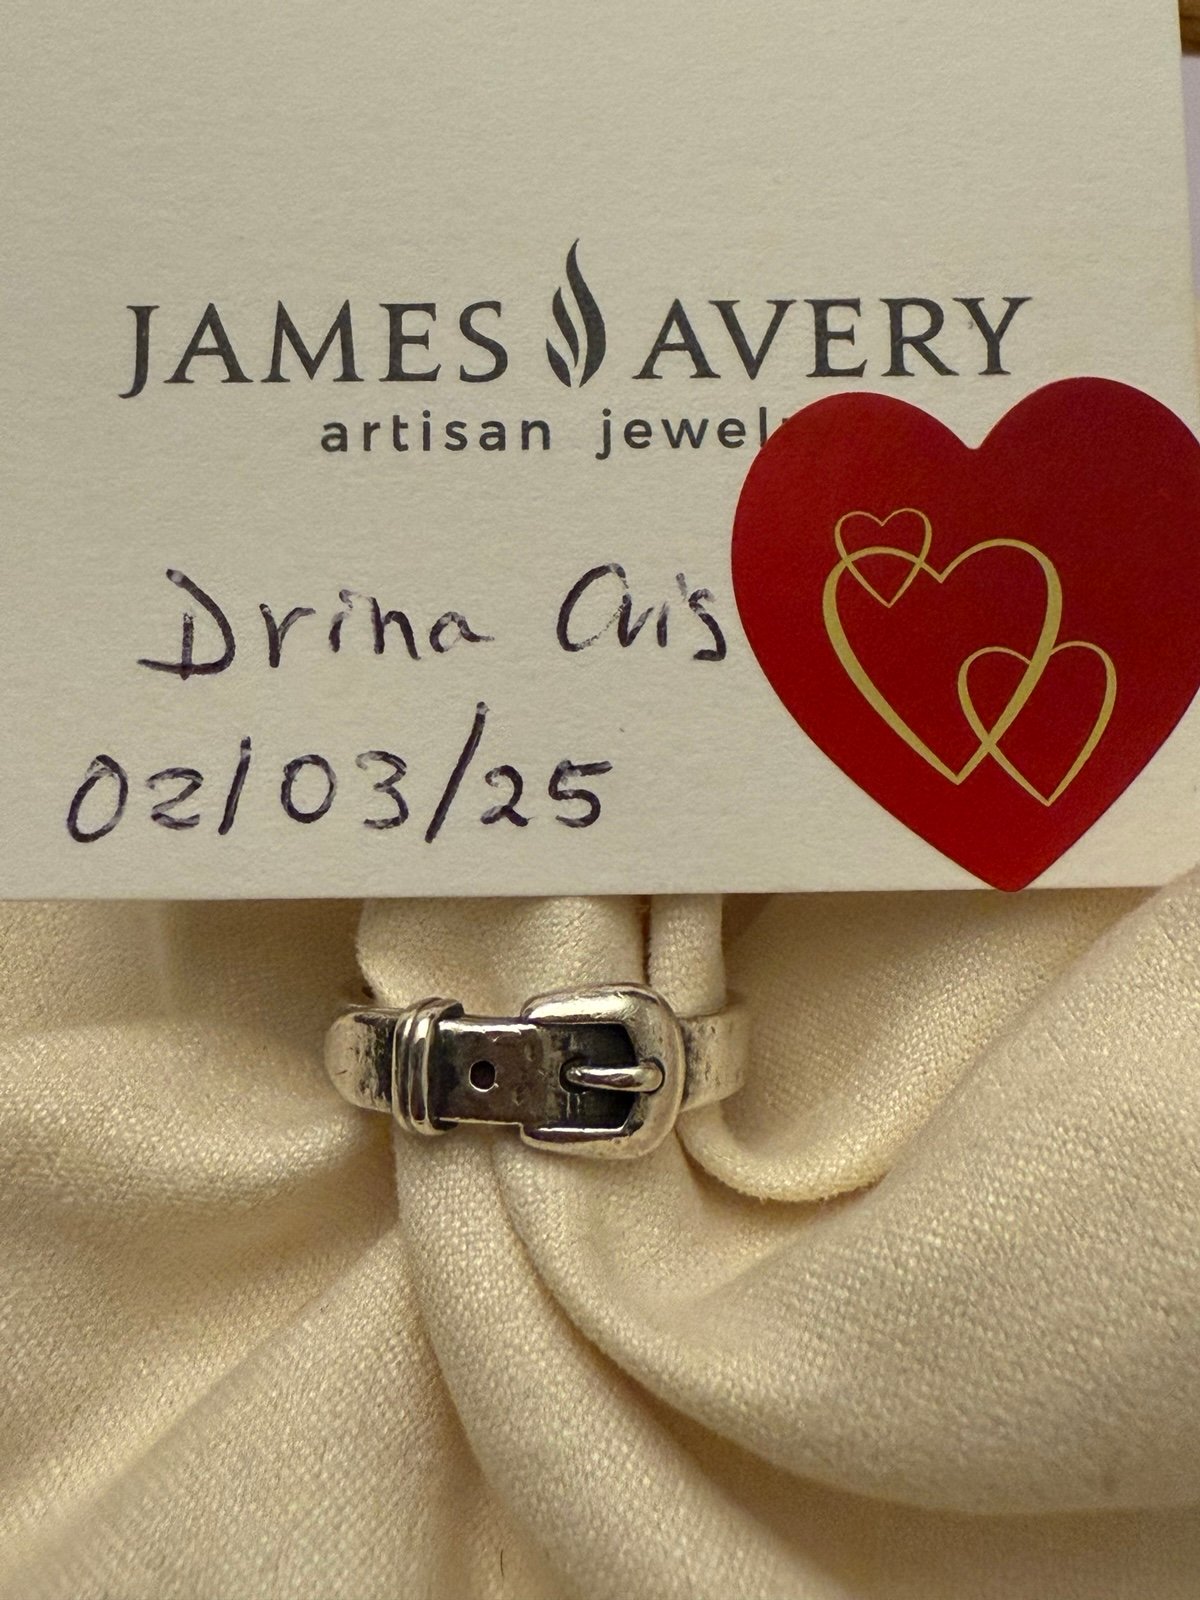 JAMES AVERY
artisan jewel
Drina
02/03/25